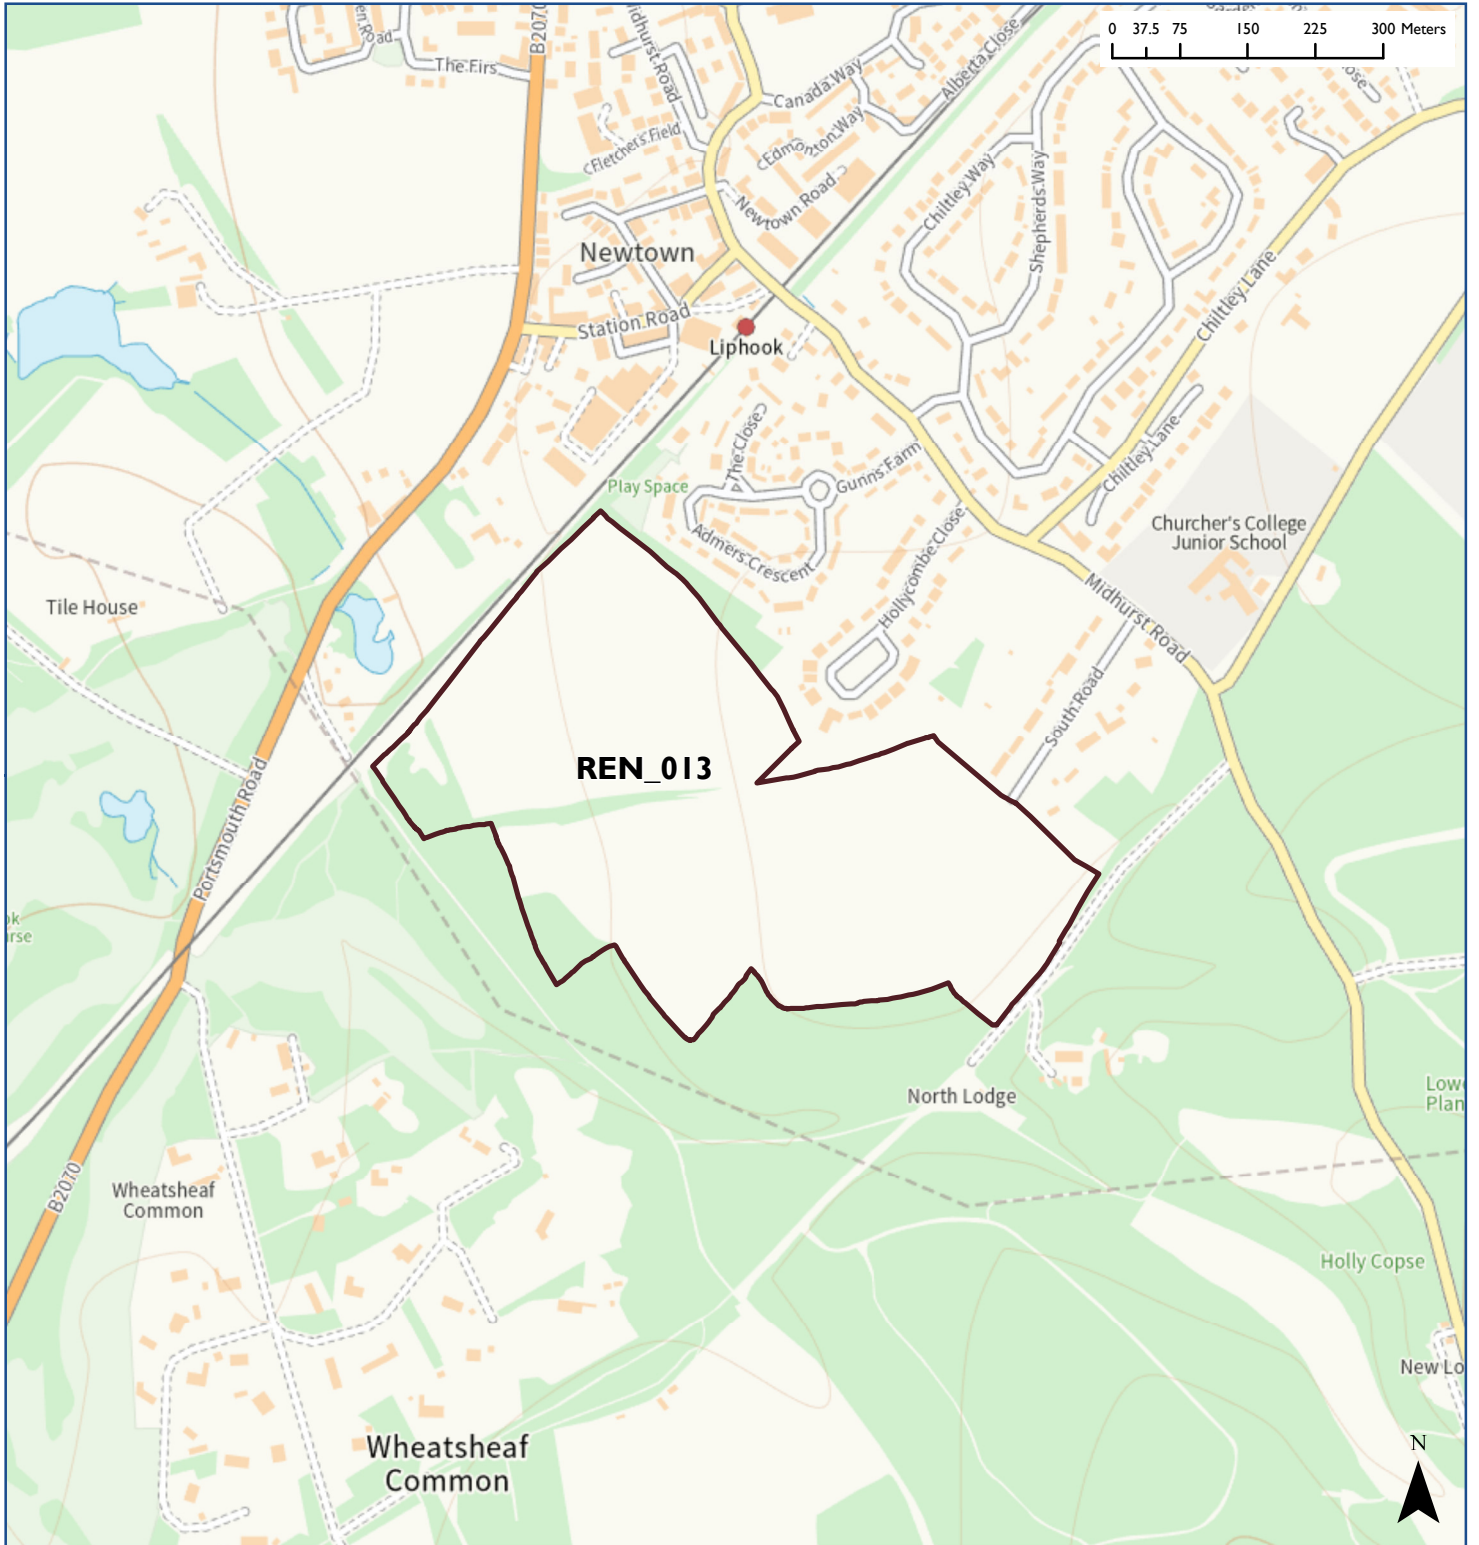 0 37.5 75 150 225 300 Meters
B2070
The Firs
Canada Way
Alberta Close
Fletchers Field
Edmonton Way
Newtown Road
Chiltley Way
Shepherds Way
Newtown
Station Road
Liphook
Chiltley Lane
The Close
Gunns Farm
Chiltley Lane
Play Space
Admers Crescent
Hollycombe Close
Churcher's College
Junior School
Midhurst Road
Tile House
South Road
REN_013
Portsmouth Road
North Lodge
B2070
Wheatsheaf
Common
Holly Copse
Wheatsheaf
Common
N